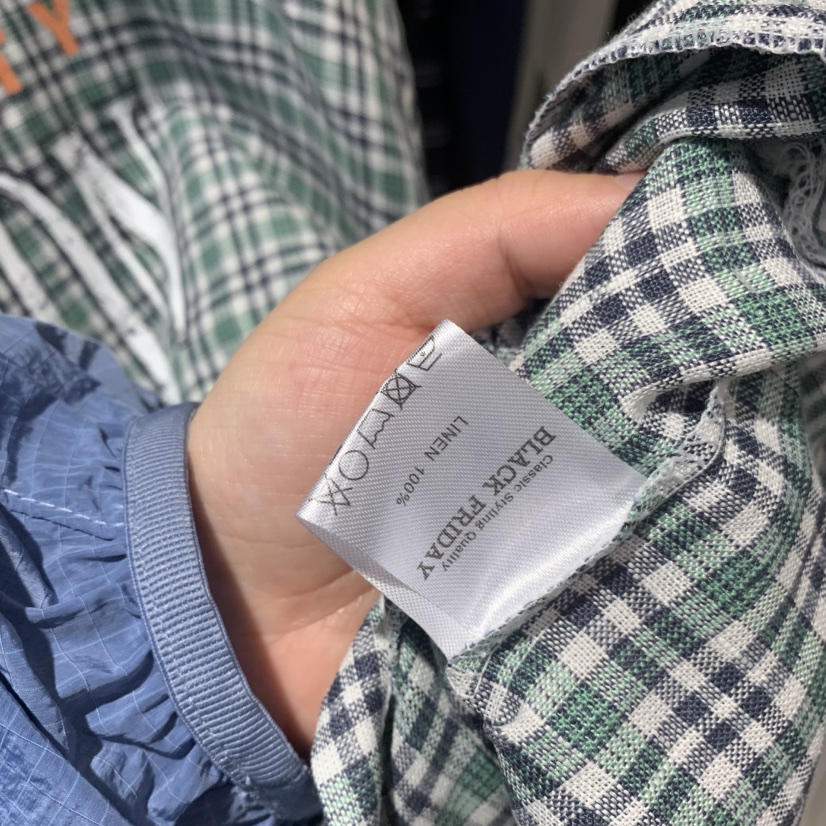 BLACK FRIDAY
Classic Styling Quality
LINEN 100%